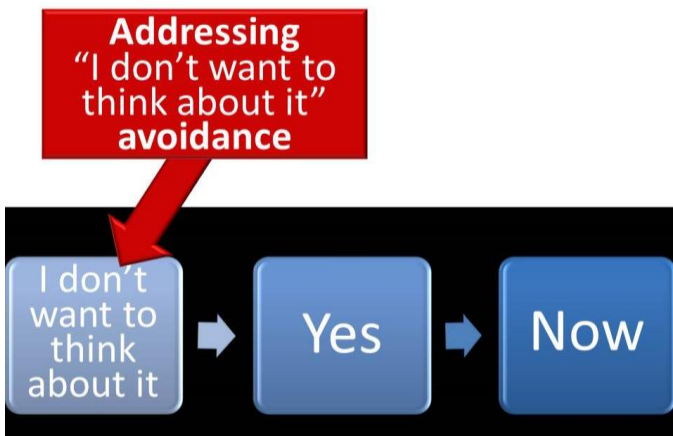 Addressing
“I don’t want to
think about it”
avoidance
I don’t
want to
think
about it
Yes
Now